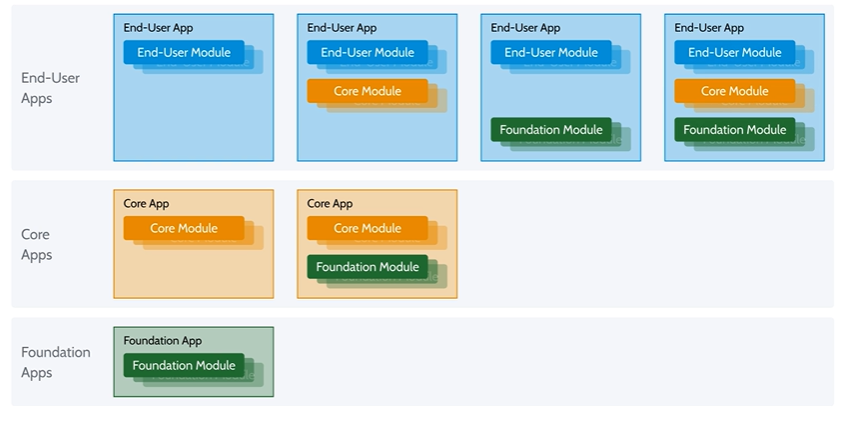 End-User
Apps
End-User App
End-User Module
End-User App
End-User Module
Core Module
End-User App
End-User Module
Foundation Module
End-User App
End-User Module
Core Module
Foundation Module
Core
Apps
Core App
Core Module
Core App
Core Module
Foundation Module
Foundation
Apps
Foundation App
Foundation Module